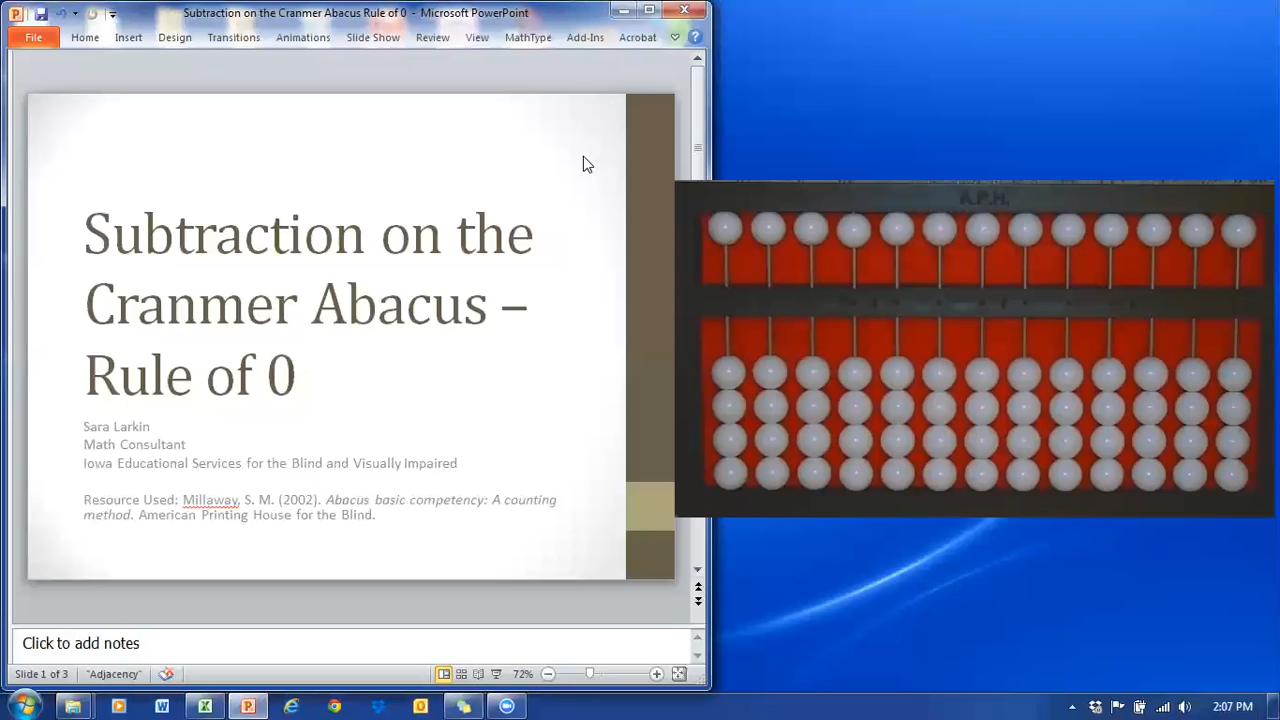 Subtraction on the Cranmer Abacus Rule of 0 - Microsoft PowerPoint
File Home Insert Design Transitions Animations Slide Show Review View MathType Add-Ins Acrobat
A.P.H.
Subtraction on the
Cranmer Abacus –
Rule of 0
Sara Larkin
Math Consultant
Iowa Educational Services for the Blind and Visually Impaired
Resource Used: Millaway, S. M. (2002). Abacus basic competency: A counting
method. American Printing House for the Blind.
Click to add notes
Slide 1 of 3 "Adjacency" 72%
2:07 PM